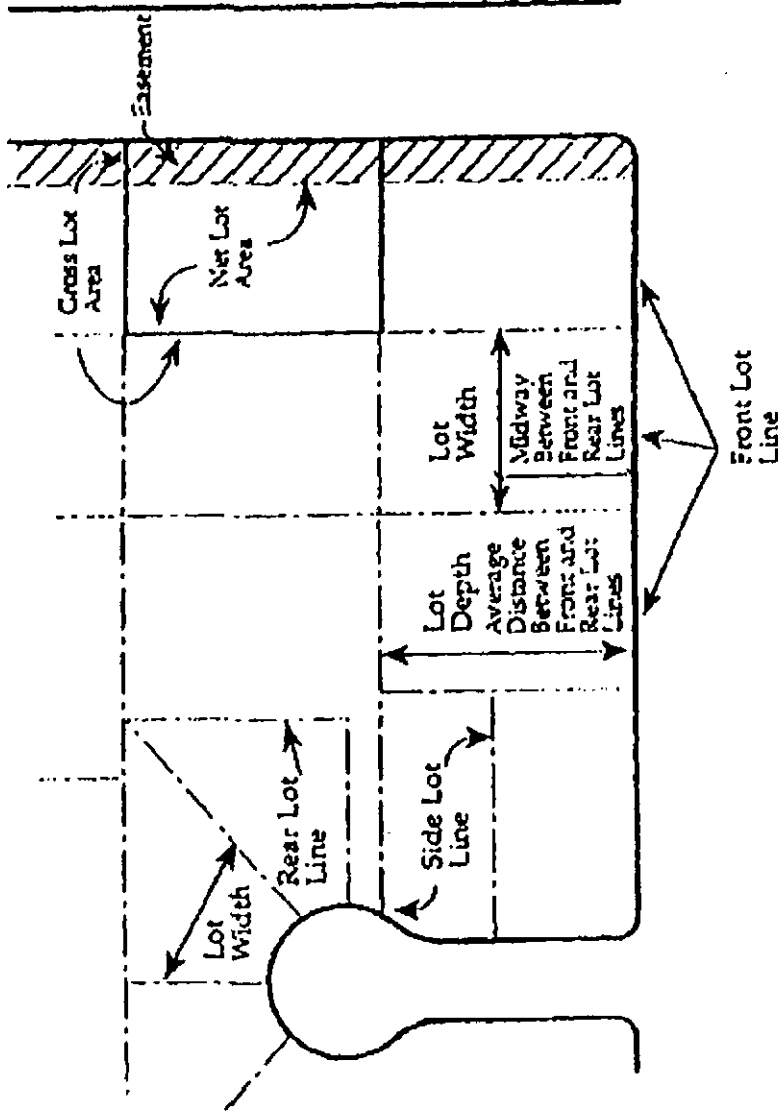 Easement
Gross Lot
Area
Net Lot
Area
Lot
Width
Midway
Between
Front and
Rear Lot
Lines
Lot
Depth
Average
Distance
Between
Front and
Rear Lot
Lines
Front Lot
Line
Rear Lot
Line
Side Lot
Line
Lot
Width